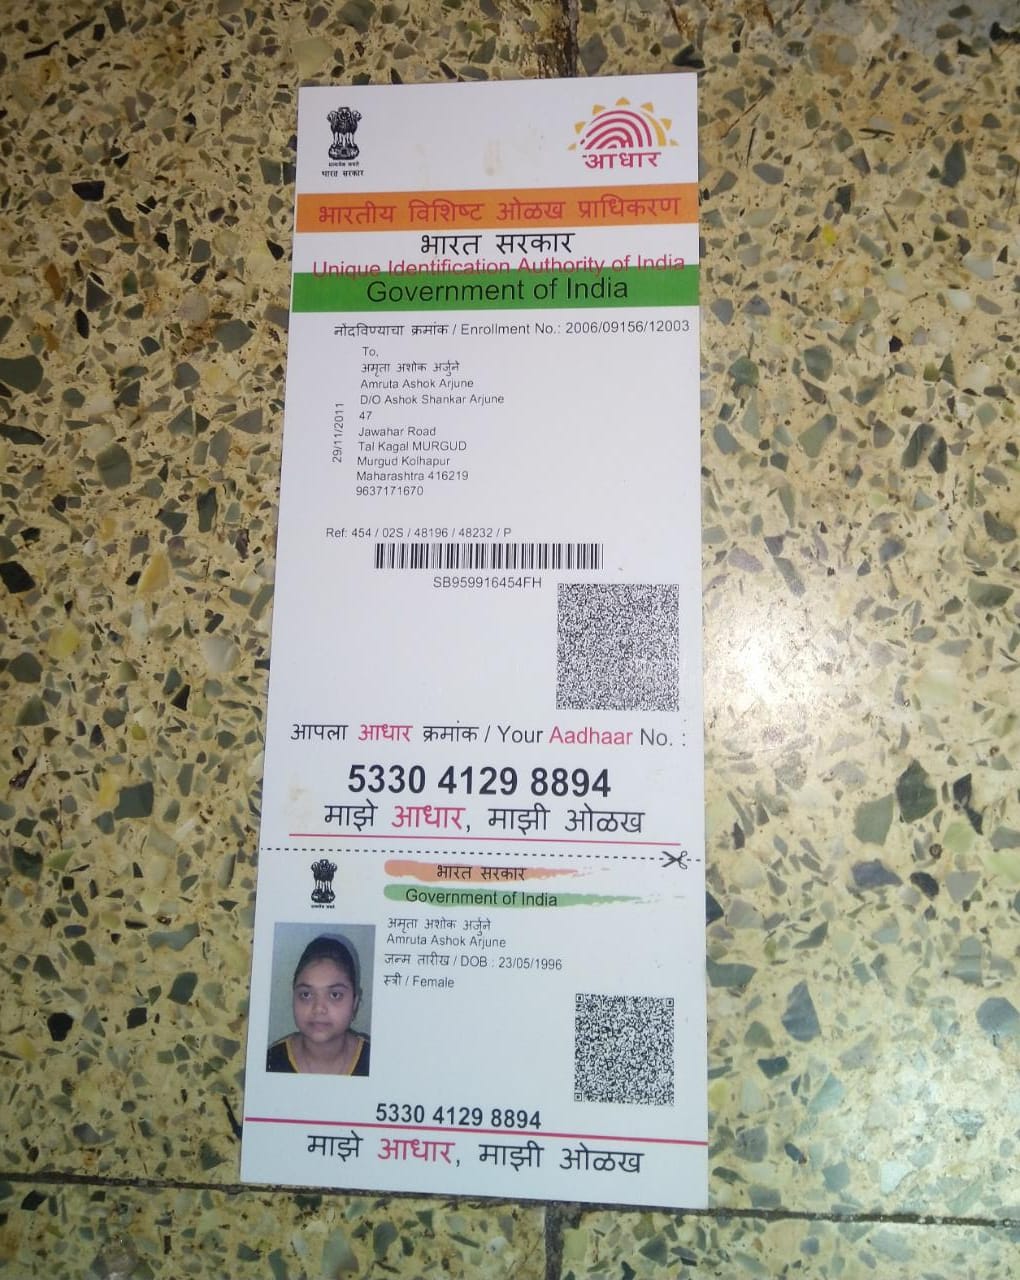 भारत सरकार
आधार
भारतीय विशिष्ट ओळख प्राधिकरण
भारत सरकार
Unique Identification Authority of India
Government of India
नोंदविण्याचा क्रमांक / Enrollment No.: 2006/09156/12003
To,
अमृता अशोक अर्जुने
Amruta Ashok Arjune
D/O Ashok Shankar Arjune
47
Jawahar Road
Tal Kagal MURGUD
Murgud Kolhapur
Maharashtra 416219
9637171670
29/11/2011
Ref: 454 / 02S / 48196 / 48232 / P
SB959916454FH
आपला आधार क्रमांक / Your Aadhaar No. :
5330 4129 8894
माझे आधार, माझी ओळख
भारत सरकार
Government of India
अमृता अशोक अर्जुने
Amruta Ashok Arjune
जन्म तारीख / DOB : 23/05/1996
स्त्री / Female
5330 4129 8894
माझे आधार, माझी ओळख